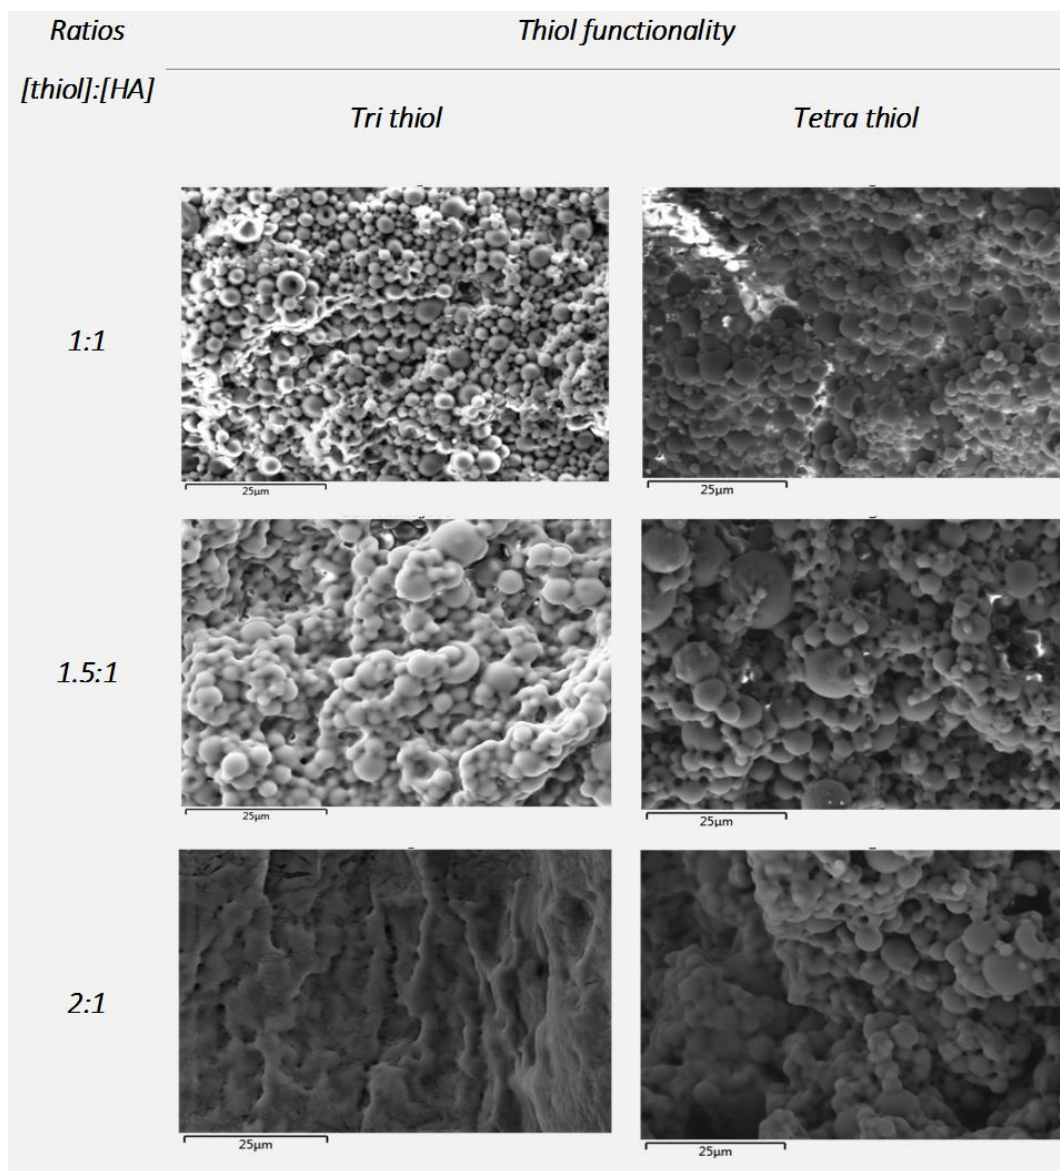 Ratios
Thiol functionality
[thiol]:[HA]
Tri thiol
Tetra thiol
1:1
25µm
25µm
1.5:1
25µm
25µm
2:1
25µm
25µm